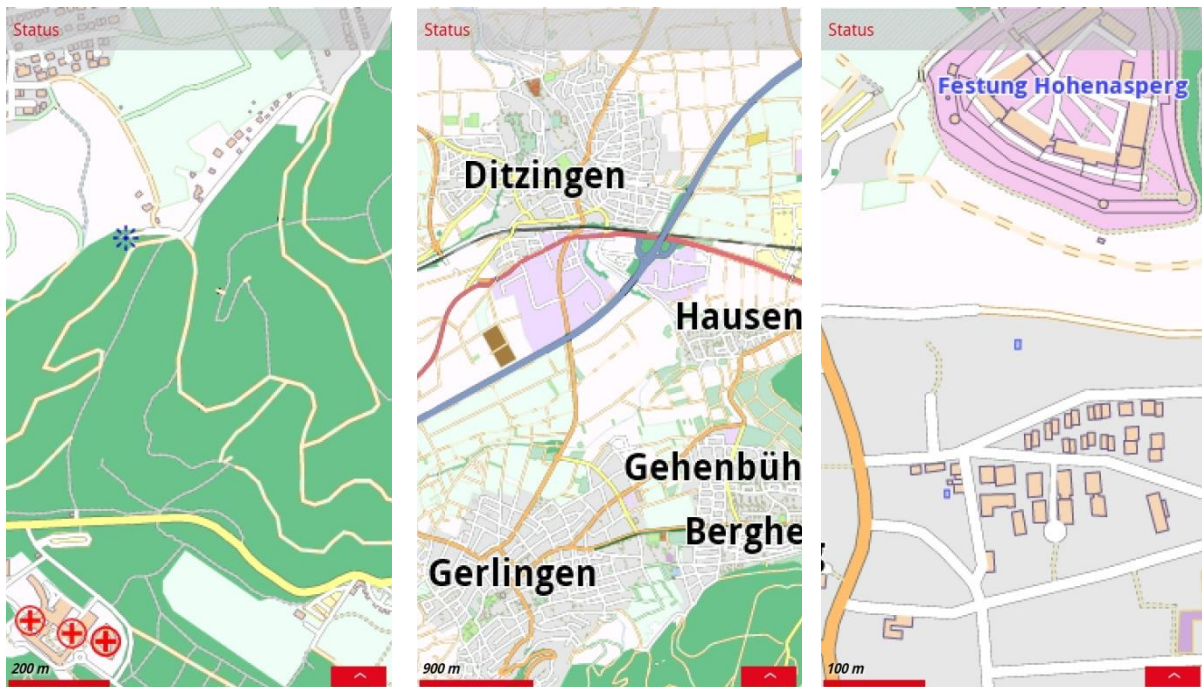 Status
200 m
Status
Ditzingen
Hausen
Gehenbüh
Berghe
Gerlingen
900 m
Status
Festung Hohenasperg
100 m